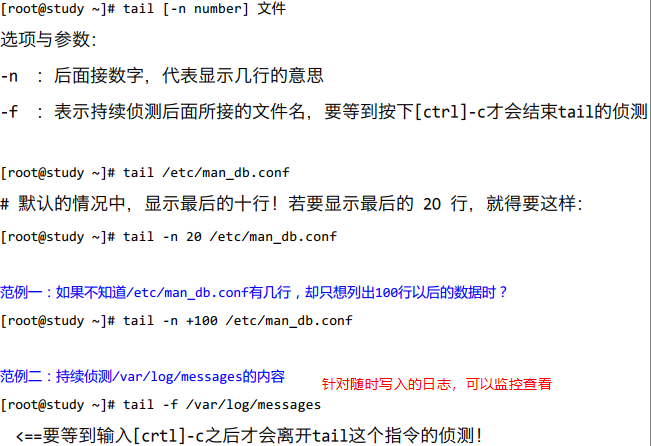 [root@study ~]# tail [-n number] 文件
选项与参数：
-n  ：后面接数字，代表显示几行的意思
-f  ：表示持续侦测后面所接的文件名，要等到按下[ctrl]-c才会结束tail的侦测
[root@study ~]# tail /etc/man_db.conf
# 默认的情况中，显示最后的十行！若要显示最后的 20 行，就得要这样：
[root@study ~]# tail -n 20 /etc/man_db.conf
范例一：如果不知道/etc/man_db.conf有几行，却只想列出100行以后的数据时？
[root@study ~]# tail -n +100 /etc/man_db.conf
范例二：持续侦测/var/log/messages的内容 针对随时写入的日志，可以监控查看
[root@study ~]# tail -f /var/log/messages
<==要等到输入[crtl]-c之后才会离开tail这个指令的侦测！